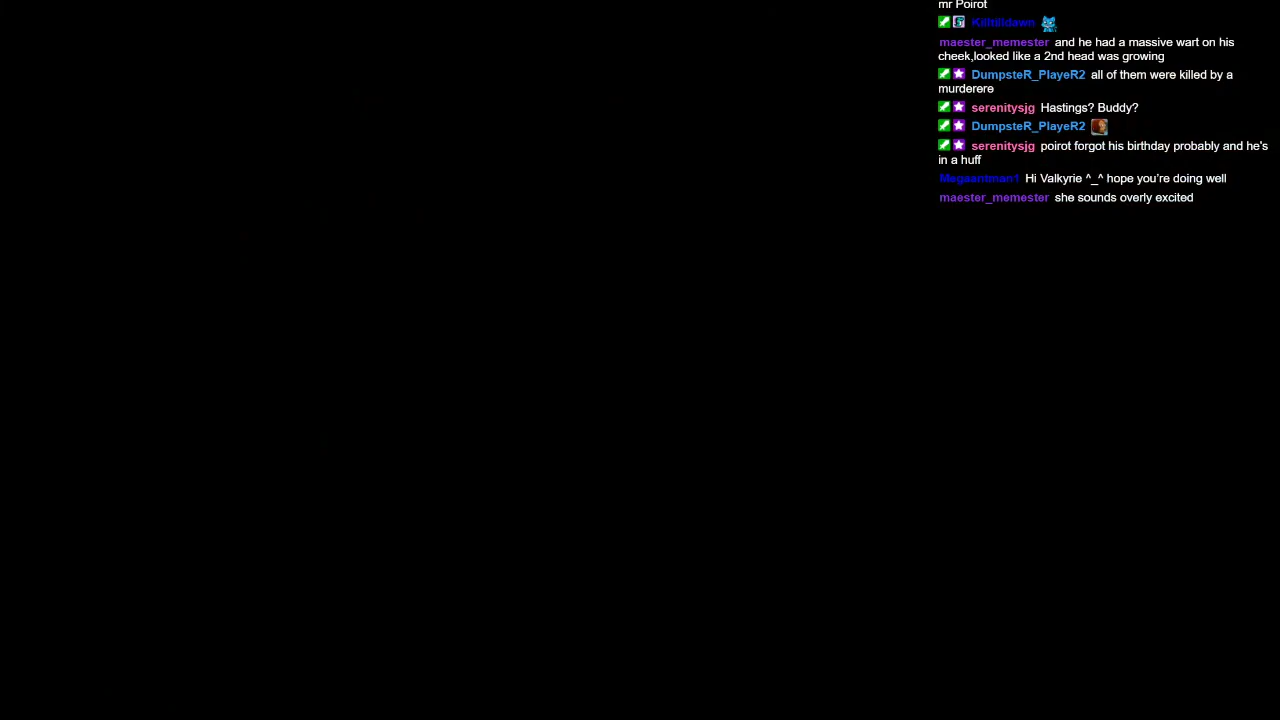 mr Poirot
Killtilldawn
maester_memester and he had a massive wart on his
cheek,looked like a 2nd head was growing
DumpsteR_PlayeR2 all of them were killed by a
murderere
serenitysjg Hastings? Buddy?
DumpsteR_PlayeR2
serenitysjg poirot forgot his birthday probably and he's
in a huff
Megaantman1 Hi Valkyrie ^_^ hope you're doing well
maester_memester she sounds overly excited